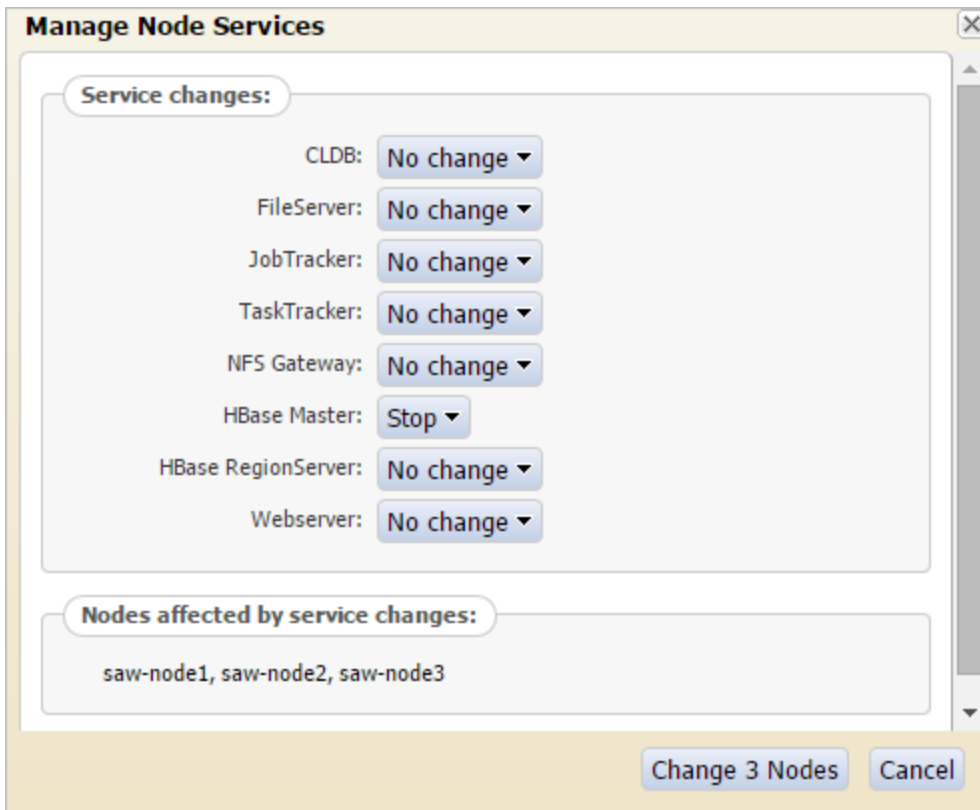 Manage Node Services
Service changes:
CLDB: No change
FileServer: No change
JobTracker: No change
TaskTracker: No change
NFS Gateway: No change
HBase Master: Stop
HBase RegionServer: No change
Webserver: No change
Nodes affected by service changes:
saw-node1, saw-node2, saw-node3
Change 3 Nodes Cancel